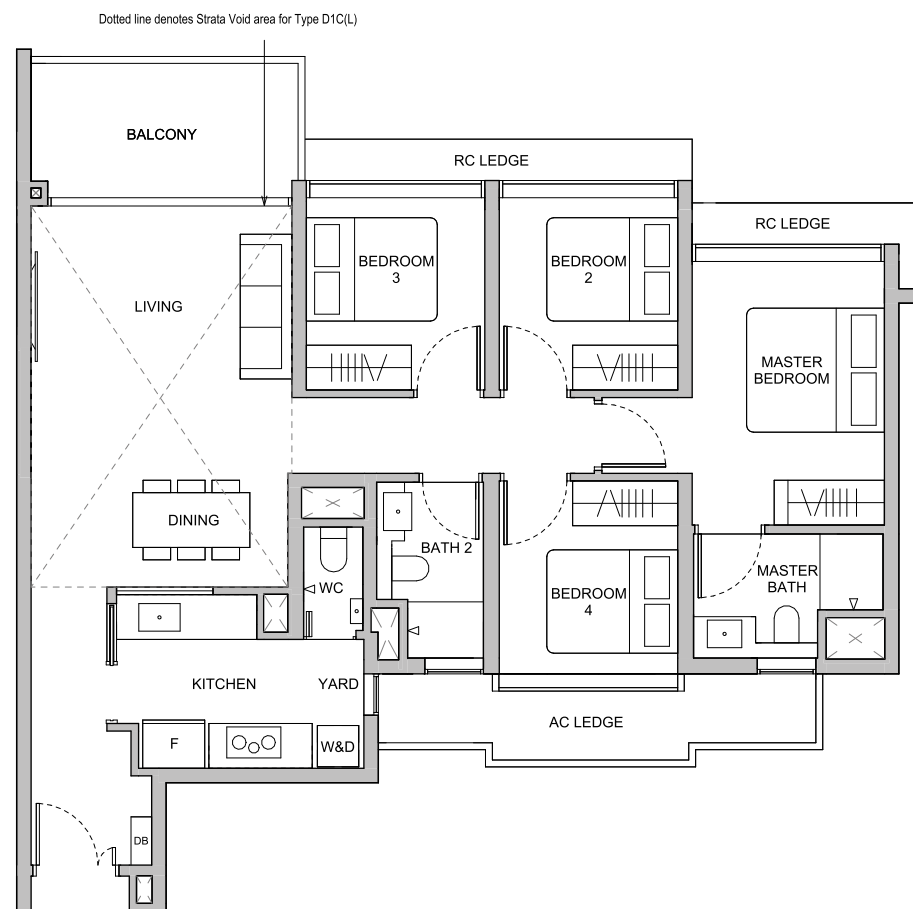 Dotted line denotes Strata Void area for Type D1C(L)
BALCONY
RC LEDGE
RC LEDGE
BEDROOM
3
BEDROOM
2
LIVING
MASTER
BEDROOM
DINING
BATH 2
WC
BEDROOM
4
MASTER
BATH
KITCHEN
YARD
AC LEDGE
F
W&D
DB